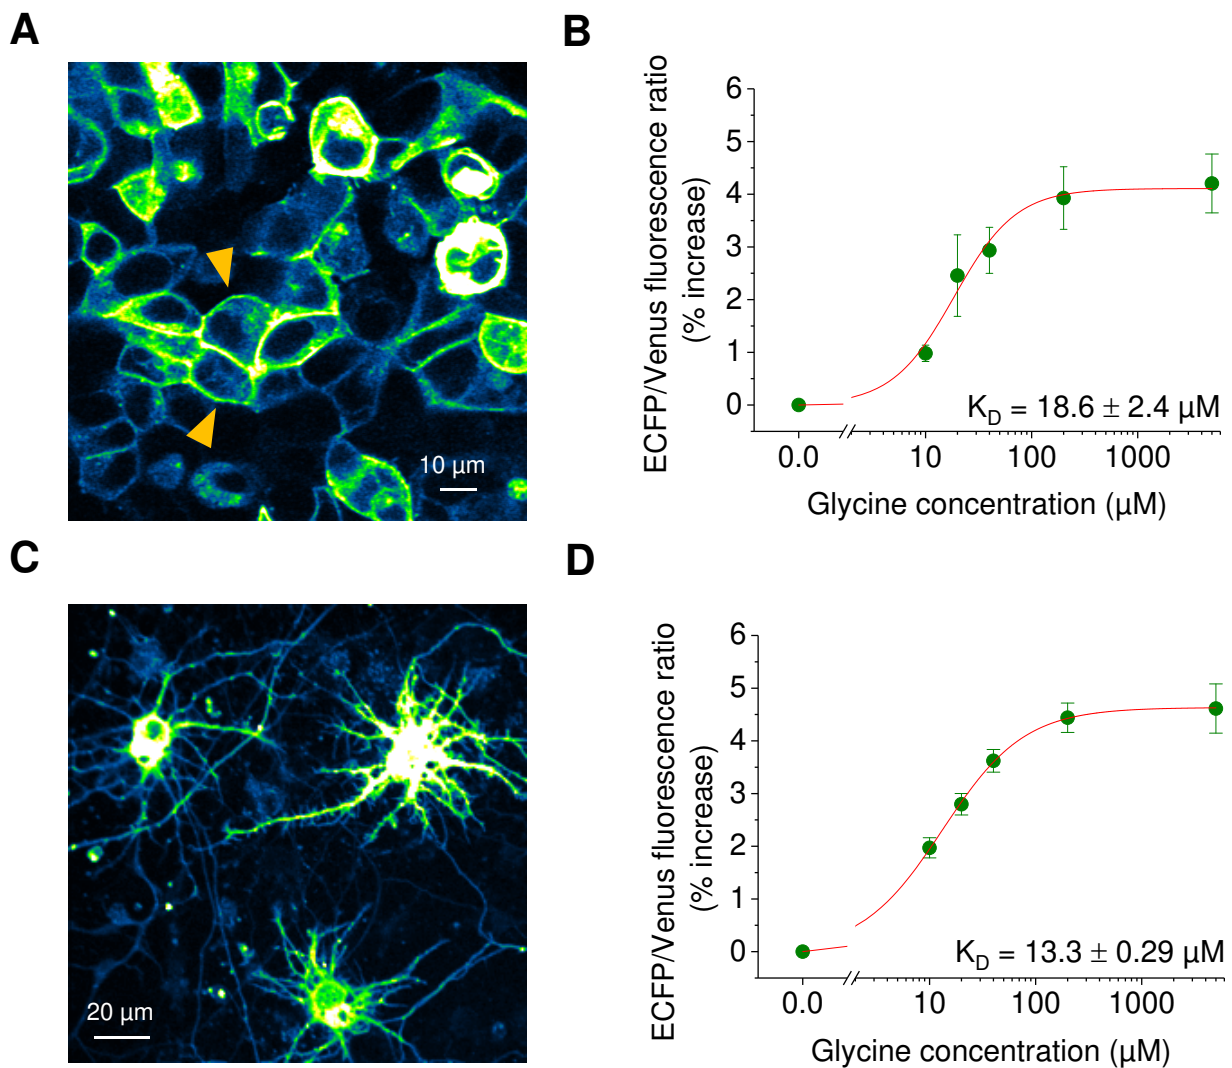 A
10 µm
B
ECFP/Venus fluorescence ratio
(% increase)
6
5
4
3
2
1
0
K_D = 18.6 ± 2.4 µM
0.0 10 100 1000
Glycine concentration (µM)
C
20 µm
D
ECFP/Venus fluorescence ratio
(% increase)
6
5
4
3
2
1
0
K_D = 13.3 ± 0.29 µM
0.0 10 100 1000
Glycine concentration (µM)